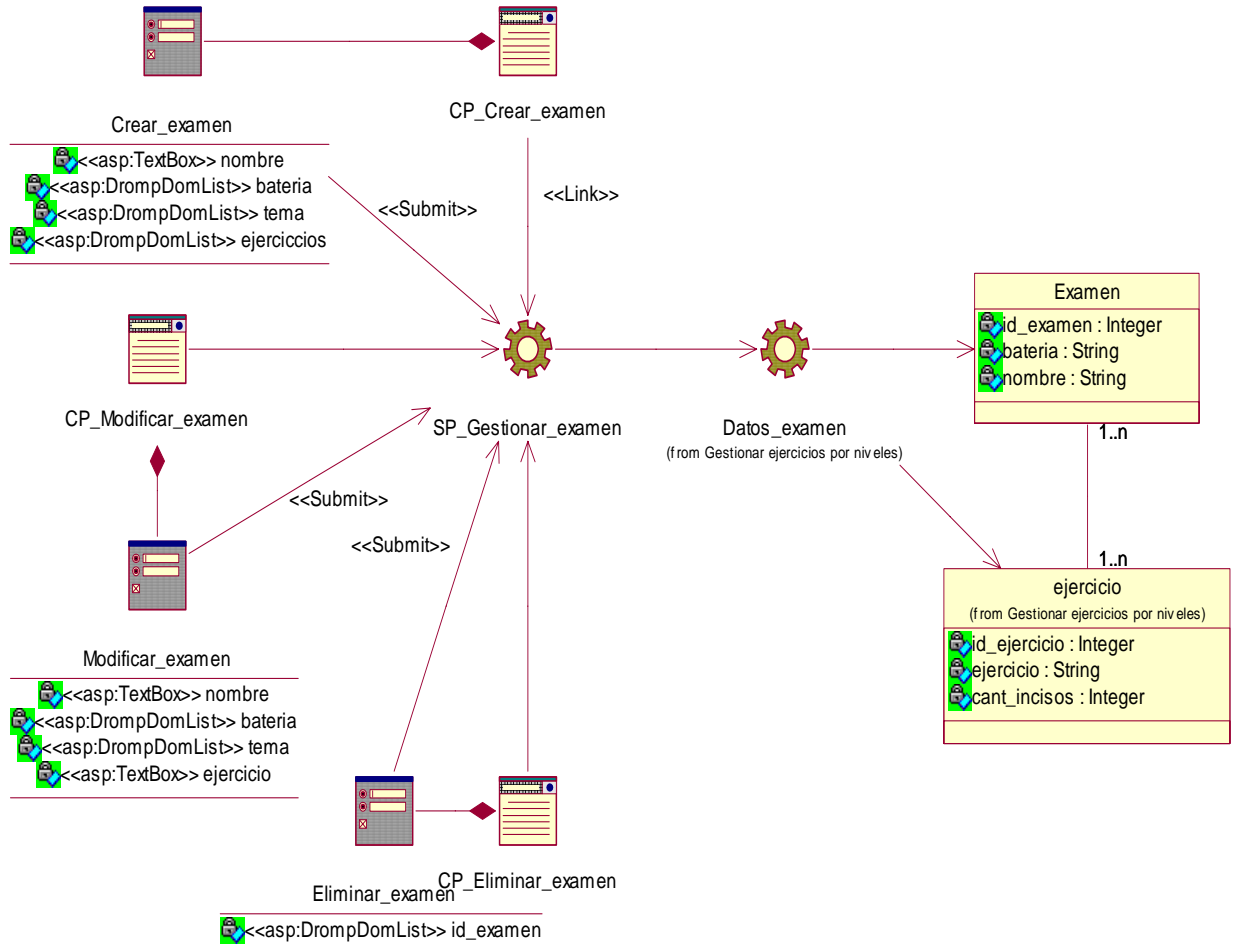 CP_Crear_examen
Crear_examen
<<asp:TextBox>> nombre
<<asp:DrompDomList>> bateria
<<asp:DrompDomList>> tema
<<asp:DrompDomList>> ejerciccios
<<Submit>>
<<Link>>
Examen
id_examen : Integer
bateria : String
nombre : String
CP_Modificar_examen
SP_Gestionar_examen
Datos_examen
(from Gestionar ejercicios por niveles)
1..n
<<Submit>>
<<Submit>>
1..n
ejercicio
(from Gestionar ejercicios por niveles)
id_ejercicio : Integer
ejercicio : String
cant_incisos : Integer
Modificar_examen
<<asp:TextBox>> nombre
<<asp:DrompDomList>> bateria
<<asp:DrompDomList>> tema
<<asp:TextBox>> ejercicio
CP_Eliminar_examen
Eliminar_examen
<<asp:DrompDomList>> id_examen